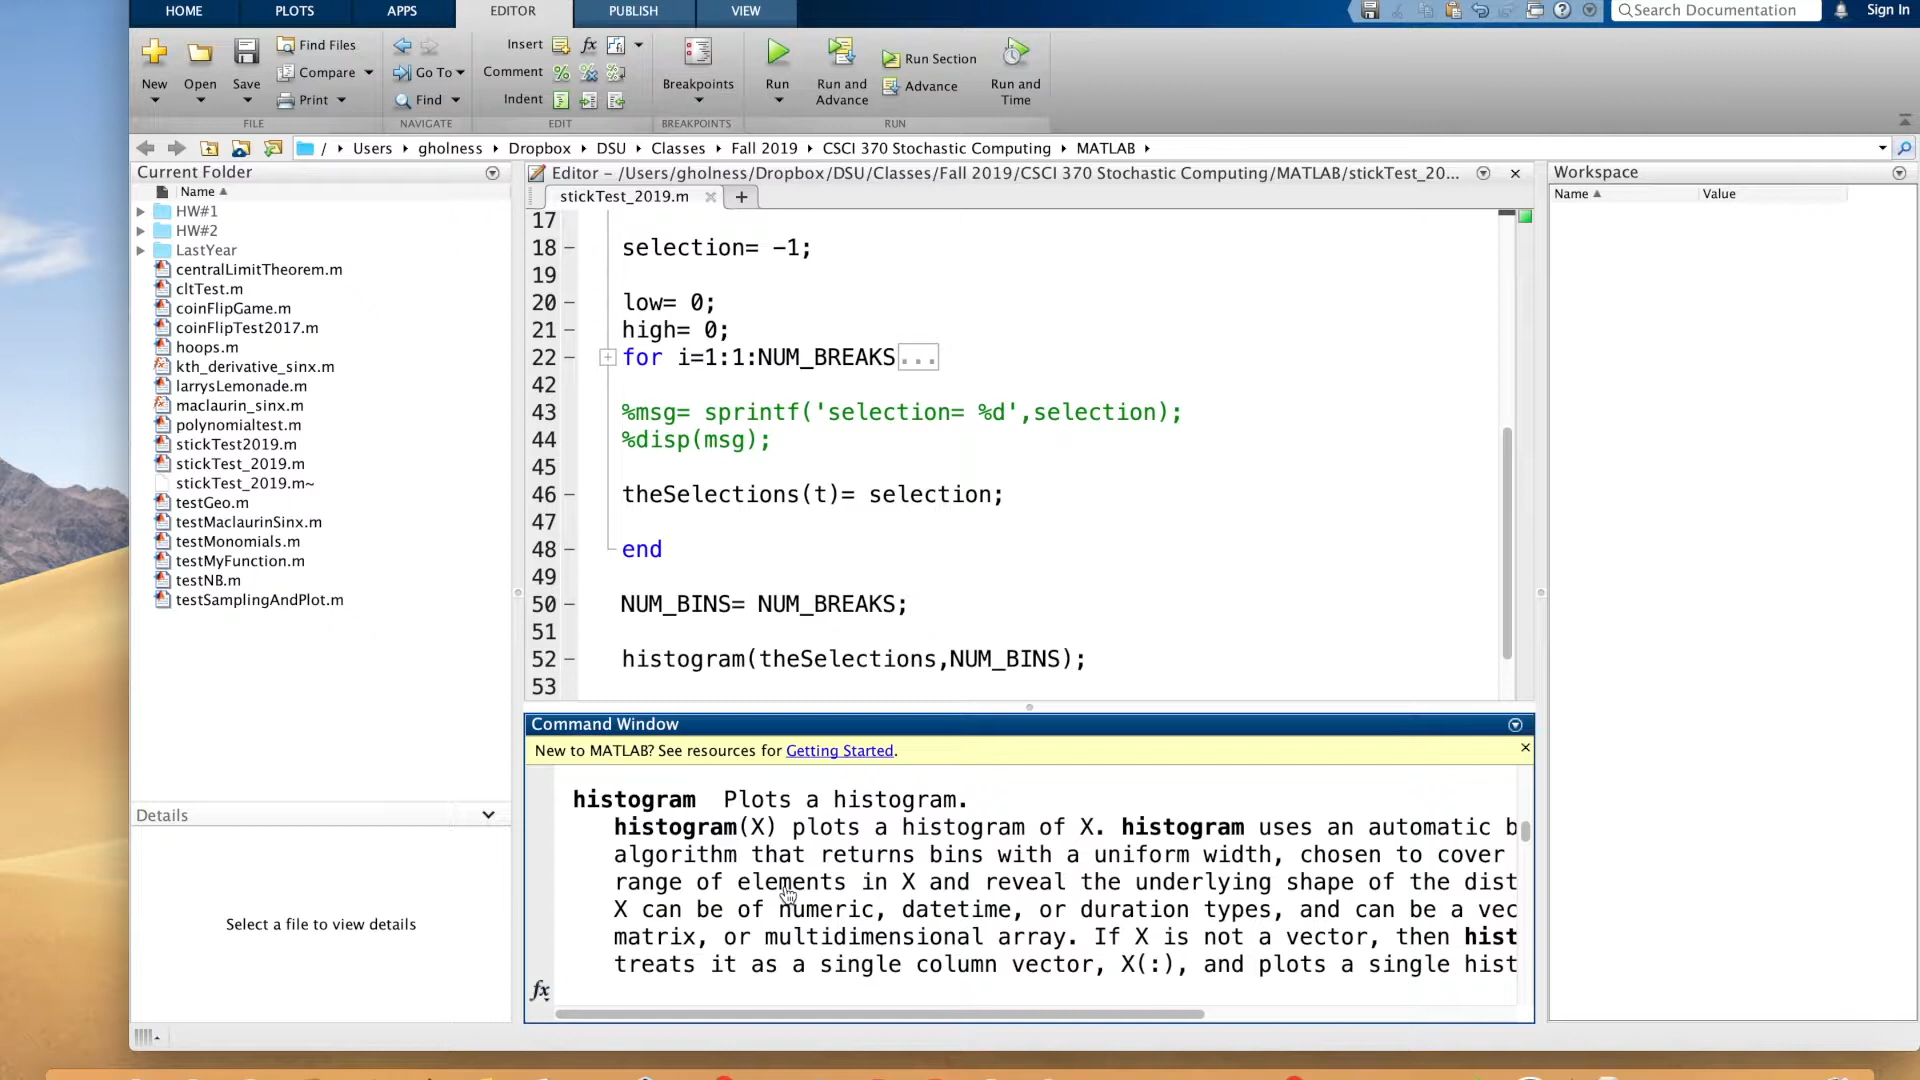 HOME PLOTS APPS EDITOR PUBLISH VIEW
Search Documentation
Sign In
New
Open
Save
Find Files
Compare
Print
FILE
Go To
Find
NAVIGATE
Insert
fx
Comment
Indent
EDIT
Breakpoints
BREAKPOINTS
Run
Run and Advance
Run Section
Advance
Run and Time
RUN
/ Users gholness Dropbox DSU Classes Fall 2019 CSCI 370 Stochastic Computing MATLAB
Current Folder
Name
HW#1
HW#2
LastYear
centralLimitTheorem.m
cltTest.m
coinFlipGame.m
coinFlipTest2017.m
hoops.m
kth_derivative_sinx.m
larrysLemonade.m
maclaurin_sinx.m
polynomialtest.m
stickTest2019.m
stickTest_2019.m
stickTest_2019.m~
testGeo.m
testMaclaurinSinx.m
testMonomials.m
testMyFunction.m
testNB.m
testSamplingAndPlot.m
Details
Select a file to view details
Editor – /Users/gholness/Dropbox/DSU/Classes/Fall 2019/CSCI 370 Stochastic Computing/MATLAB/stickTest_20...
stickTest_2019.m
17
18 – selection= -1;
19
20 – low= 0;
21 – high= 0;
22 – for i=1:1:NUM_BREAKS...
42
43 %msg= sprintf('selection= %d',selection);
44 %disp(msg);
45
46 – theSelections(t)= selection;
47
48 – end
49
50 – NUM_BINS= NUM_BREAKS;
51
52 – histogram(theSelections,NUM_BINS);
53
Command Window
New to MATLAB? See resources for Getting Started.
histogram Plots a histogram.
histogram(X) plots a histogram of X. histogram uses an automatic b
algorithm that returns bins with a uniform width, chosen to cover
range of elements in X and reveal the underlying shape of the dist
X can be of numeric, datetime, or duration types, and can be a vec
matrix, or multidimensional array. If X is not a vector, then hist
treats it as a single column vector, X(:), and plots a single hist
fx
Workspace
Name Value